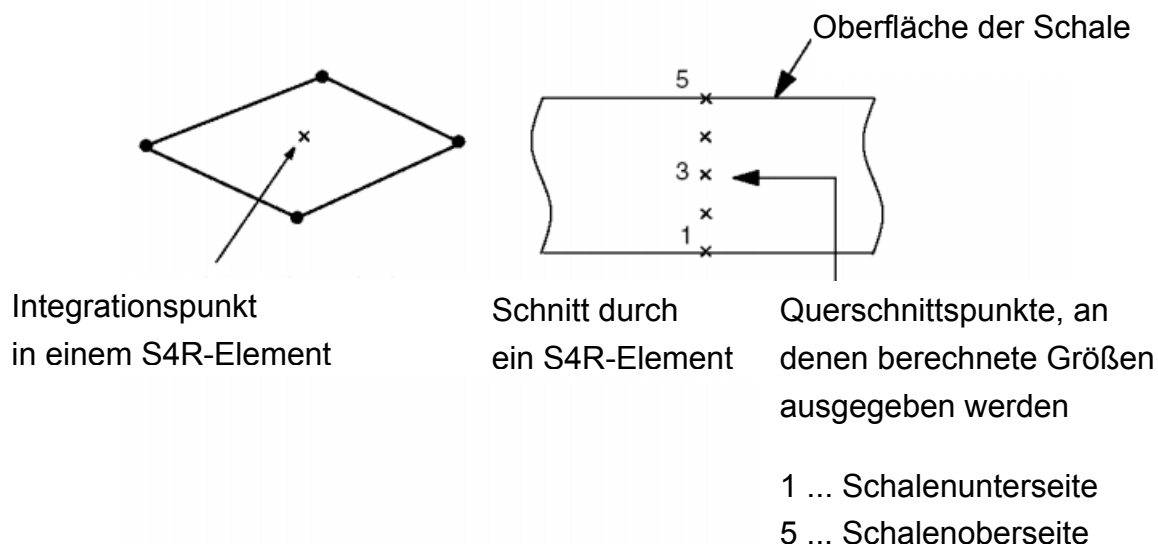 Oberfläche der Schale
5
3
1
Integrationspunkt
in einem S4R-Element
Schnitt durch
ein S4R-Element
Querschnittspunkte, an
denen berechnete Größen
ausgegeben werden
1 ... Schalenunterseite
5 ... Schalenoberseite